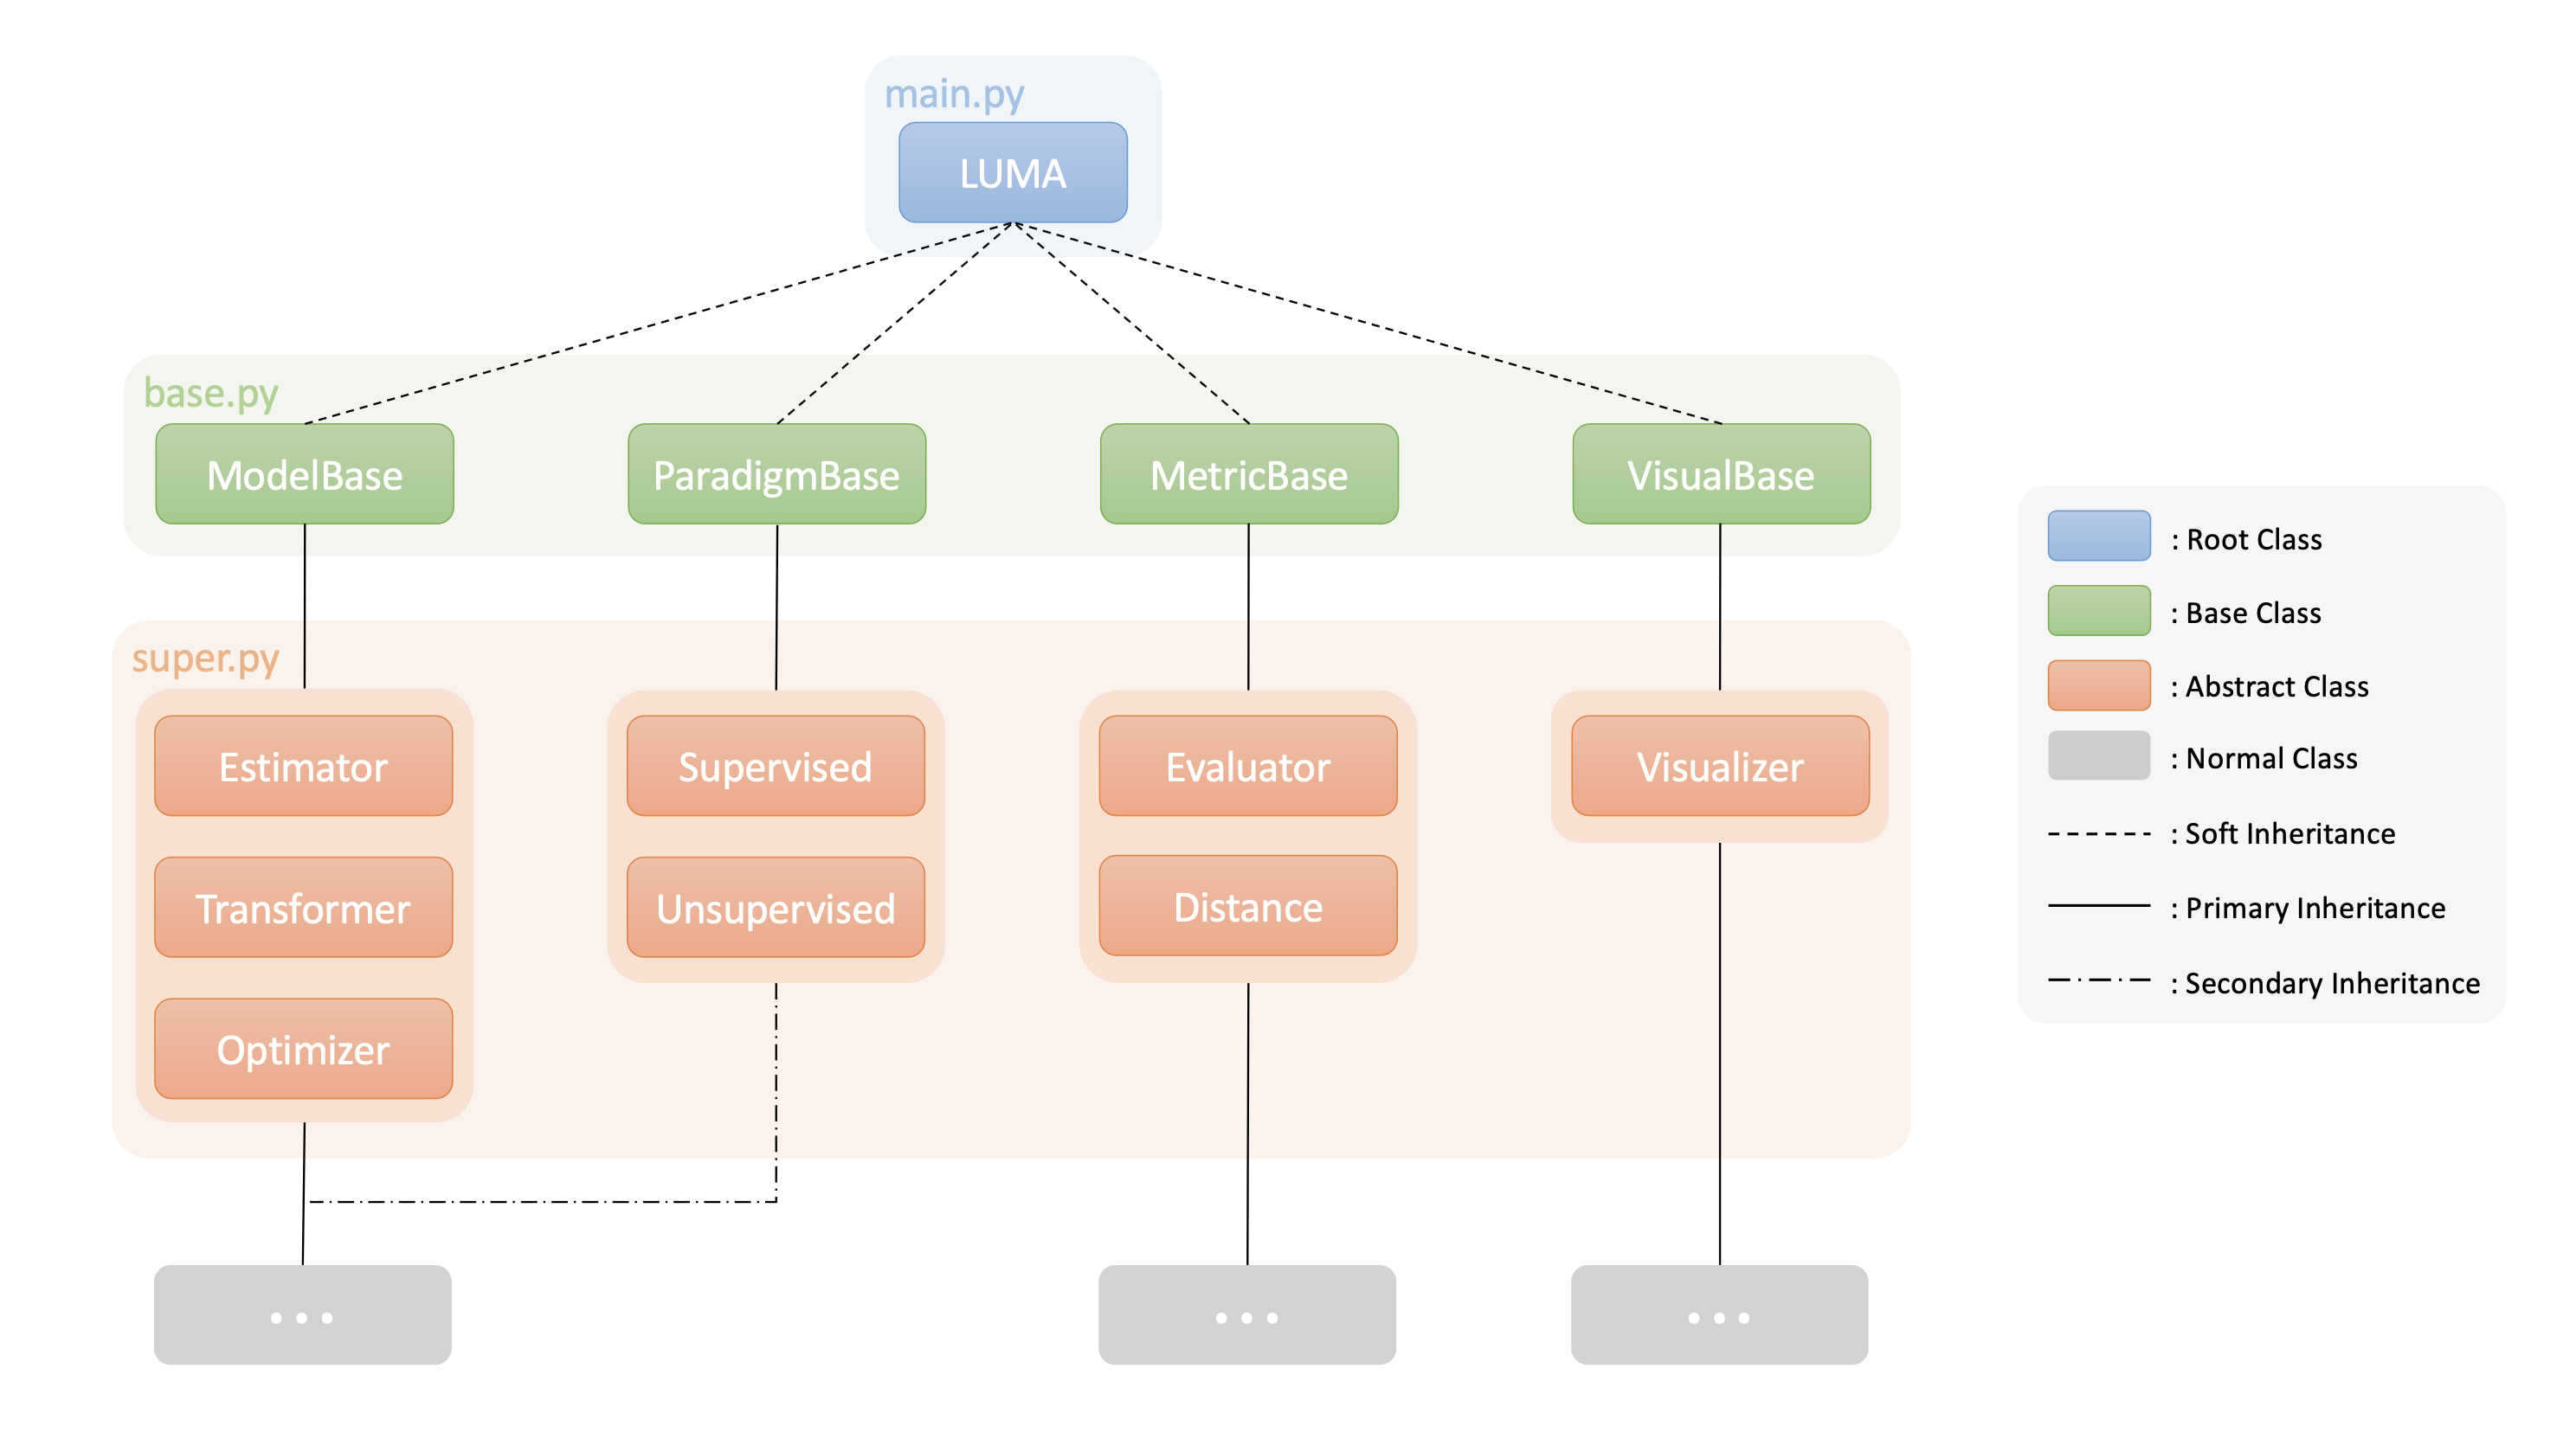 main.py
LUMA
base.py
ModelBase
ParadigmBase
MetricBase
VisualBase
super.py
Estimator
Supervised
Evaluator
Visualizer
Transformer
Unsupervised
Distance
Optimizer
...
...
...
: Root Class
: Base Class
: Abstract Class
: Normal Class
: Soft Inheritance
: Primary Inheritance
: Secondary Inheritance